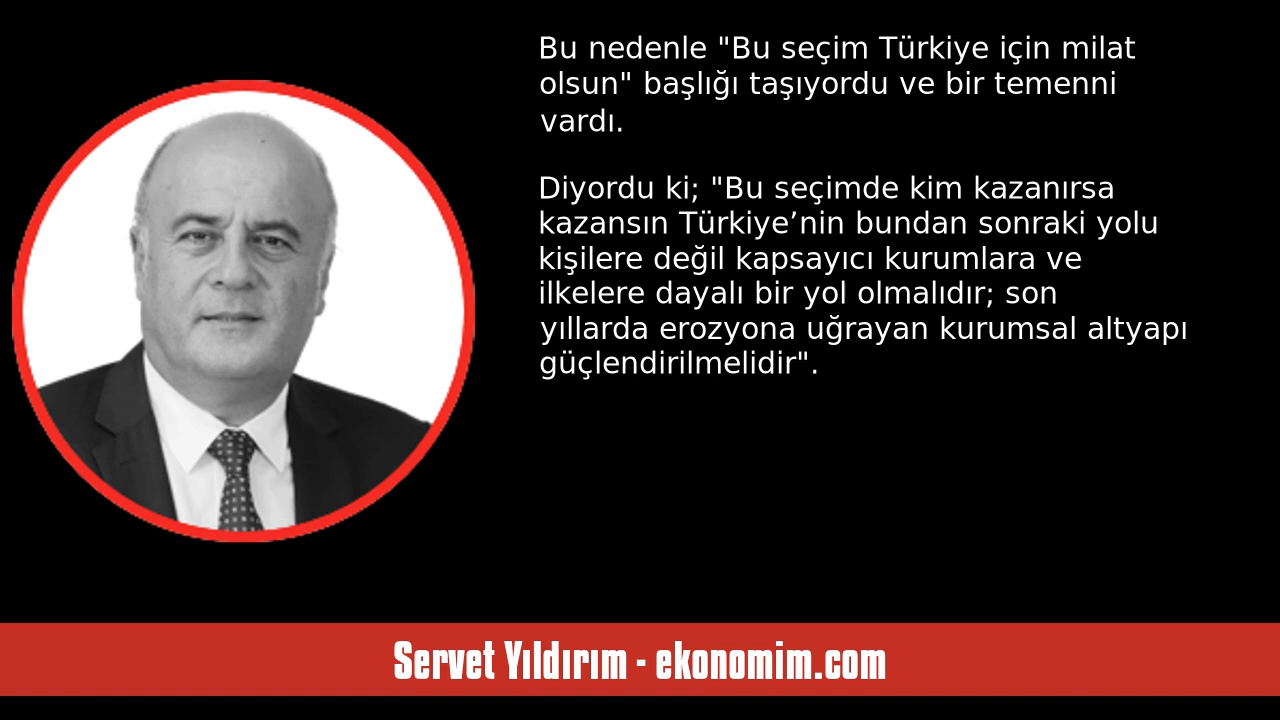 Bu nedenle "Bu seçim Türkiye için milat
olsun" başlığı taşıyordu ve bir temenni
vardı.
Diyordu ki; "Bu seçimde kim kazanırsa
kazansın Türkiye’nin bundan sonraki yolu
kişilere değil kapsayıcı kurumlara ve
ilkelere dayalı bir yol olmalıdır; son
yıllarda erozyona uğrayan kurumsal altyapı
güçlendirilmelidir".
Servet Yıldırım - ekonomim.com